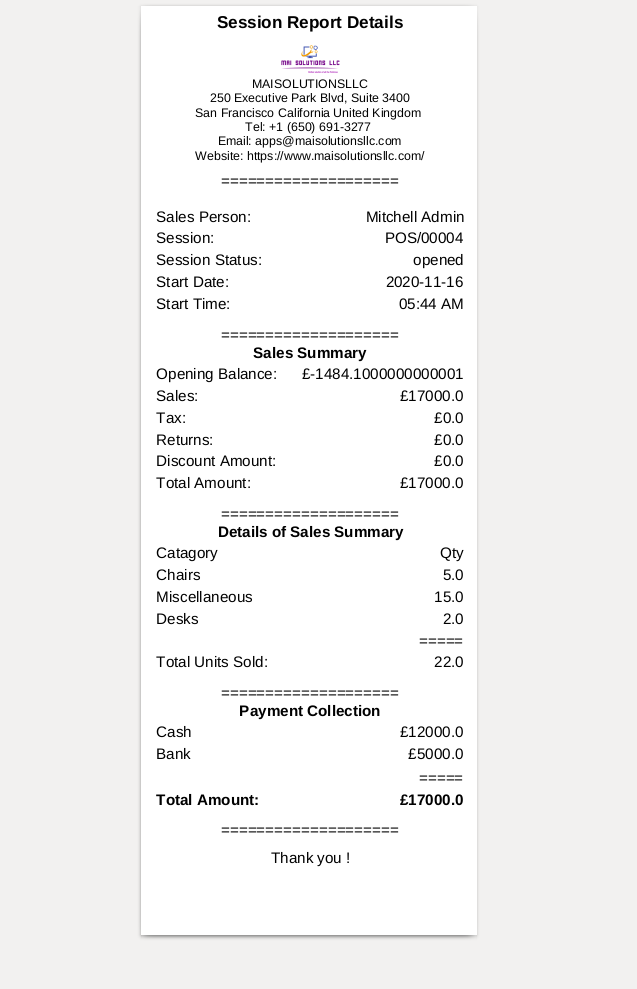 Session Report Details
MAI SOLUTIONS LLC
MAISOLUTIONSLLC
250 Executive Park Blvd, Suite 3400
San Francisco California United Kingdom
Tel: +1 (650) 691-3277
Email: apps@maisolutionsllc.com
Website: https://www.maisolutionsllc.com/
====================
Sales Person: Mitchell Admin
Session: POS/00004
Session Status: opened
Start Date: 2020-11-16
Start Time: 05:44 AM
====================
Sales Summary
Opening Balance: £-1484.1000000000001
Sales: £17000.0
Tax: £0.0
Returns: £0.0
Discount Amount: £0.0
Total Amount: £17000.0
====================
Details of Sales Summary
Catagory Qty
Chairs 5.0
Miscellaneous 15.0
Desks 2.0
=====
Total Units Sold: 22.0
====================
Payment Collection
Cash £12000.0
Bank £5000.0
=====
Total Amount: £17000.0
====================
Thank you !